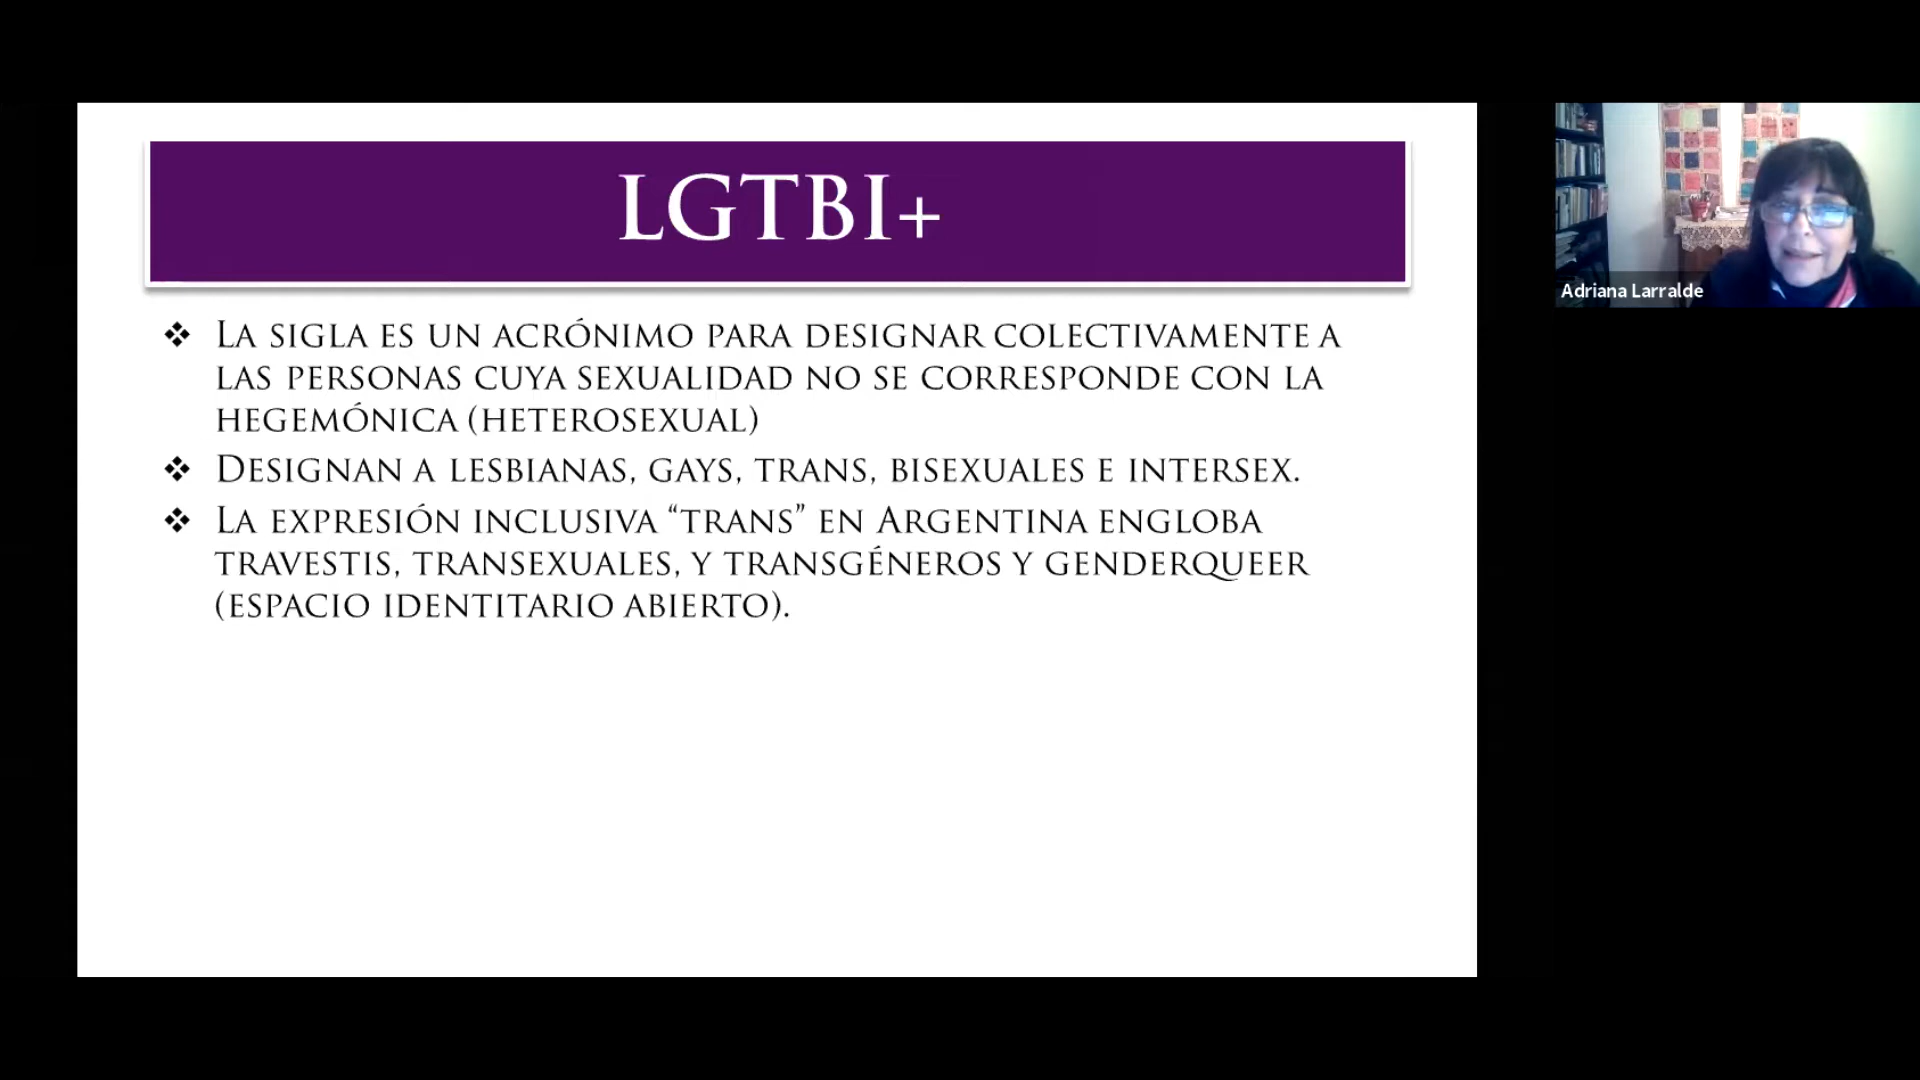 LGTBI+
La sigla es un acrónimo para designar colectivamente a
las personas cuya sexualidad no se corresponde con la
hegemónica (heterosexual)
Designan a lesbianas, gays, trans, bisexuales e intersex.
La expresión inclusiva “trans” en Argentina engloba
travestis, transexuales, y transgéneros y genderqueer
(espacio identitario abierto).
Adriana Larralde